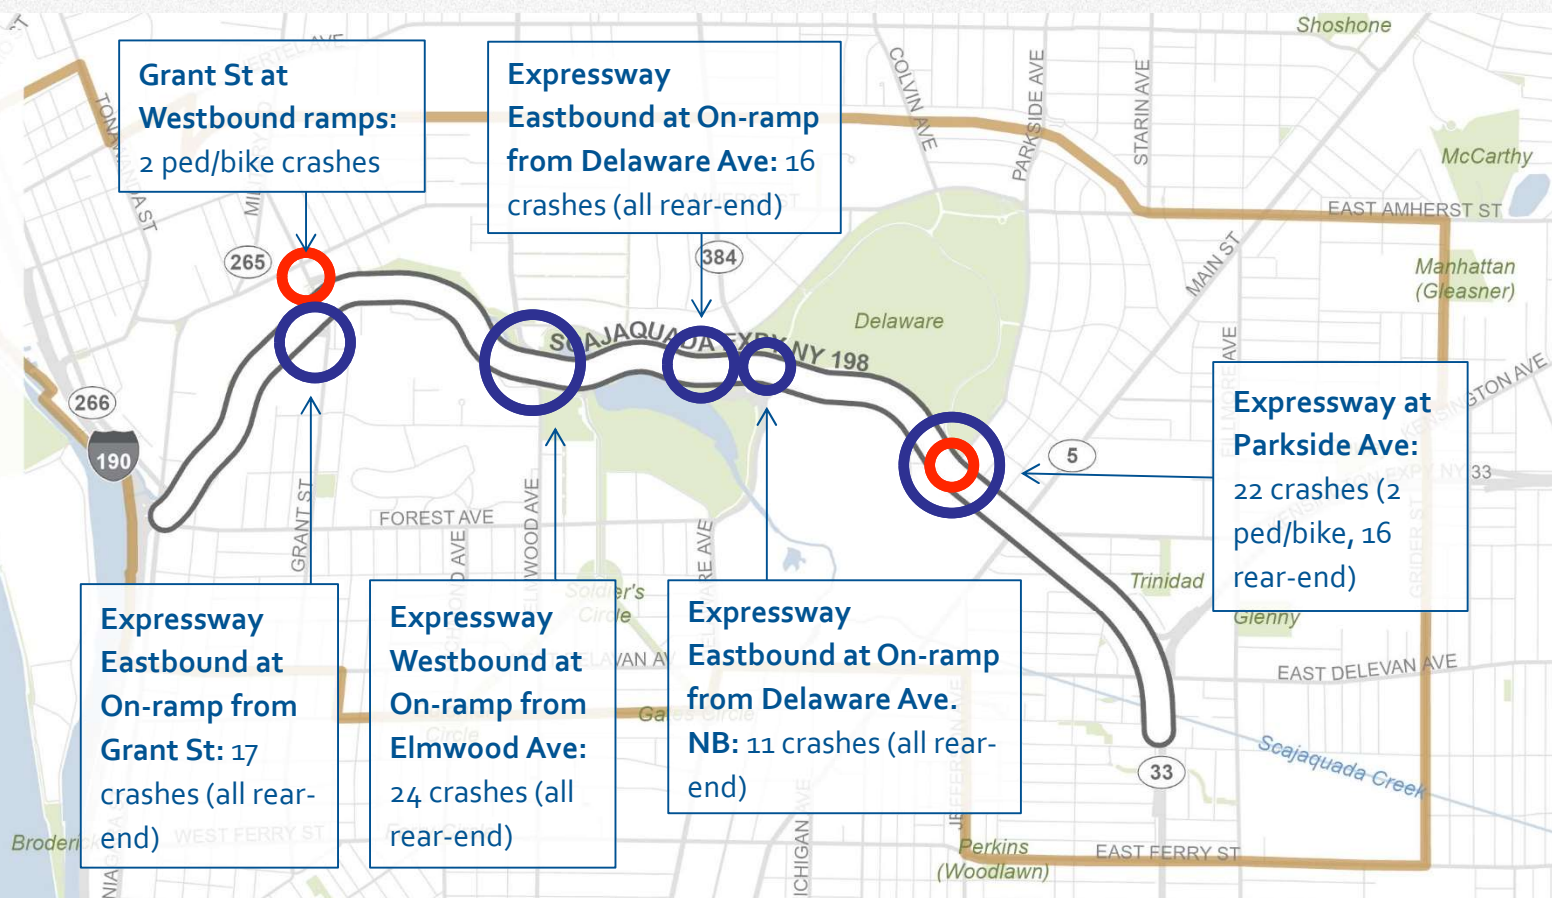 Shoshone
Grant St at
Westbound ramps:
2 ped/bike crashes
Expressway
Eastbound at On-ramp
from Delaware Ave: 16
crashes (all rear-end)
COLVIN AVE
PARKSIDE AVE
STARIN AVE
McCarthy
EAST AMHERST ST
MAIN ST
265
384
Manhattan
(Gleasner)
Delaware
SCAJAQUADA EXPY NY 198
266
190
5
33
Expressway at
Parkside Ave:
22 crashes (2
ped/bike, 16
rear-end)
GRANT ST
FOREST AVE
Trinidad
Glenny
Expressway
Eastbound at
On-ramp from
Grant St: 17
crashes (all rear-
end)
Expressway
Westbound at
On-ramp from
Elmwood Ave:
24 crashes (all
rear-end)
Expressway
Eastbound at On-ramp
from Delaware Ave.
NB: 11 crashes (all rear-
end)
EAST DELEVAN AVE
Scajaquada Creek
33
WEST FERRY ST
Perkins
(Woodlawn)
EAST FERRY ST